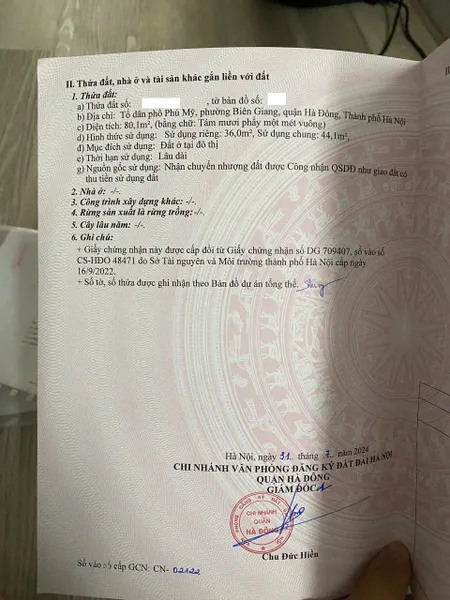 II. Thửa đất, nhà ở và tài sản khác gắn liền với đất
1. Thửa đất:
a) Thửa đất số: , tờ bản đồ số:
b) Địa chỉ: Tổ dân phố Phú Mỹ, phường Biên Giang, quận Hà Đông, Thành phố Hà Nội
c) Diện tích: 80,1m², (bằng chữ: Tám mươi phẩy một mét vuông)
d) Hình thức sử dụng: Sử dụng riêng: 36,0m², Sử dụng chung: 44,1m²,
đ) Mục đích sử dụng: Đất ở tại đô thị
e) Thời hạn sử dụng: Lâu dài
g) Nguồn gốc sử dụng: Nhận chuyển nhượng đất được Công nhận QSDĐ như giao đất có
thu tiền sử dụng đất
2. Nhà ở: -/-.
3. Công trình xây dựng khác: -/-.
4. Rừng sản xuất là rừng trồng: -/-.
5. Cây lâu năm: -/-.
6. Ghi chú:
+ Giấy chứng nhận này được cấp đổi từ Giấy chứng nhận số DG 709407, số vào sổ
CS-HĐO 48471 do Sở Tài nguyên và Môi trường thành phố Hà Nội cấp ngày
16/9/2022.
+ Số tờ, số thửa được ghi nhận theo Bản đồ dự án tổng thể.
Hà Nội, ngày 31 tháng 7 năm 2024
CHI NHÁNH VĂN PHÒNG ĐĂNG KÝ ĐẤT ĐAI HÀ NỘI
QUẬN HÀ ĐÔNG
GIÁM ĐỐC
CHI NHÁNH
QUẬN
HÀ ĐÔNG
Chu Đức Hiền
Số vào sổ cấp GCN: CN- 02122